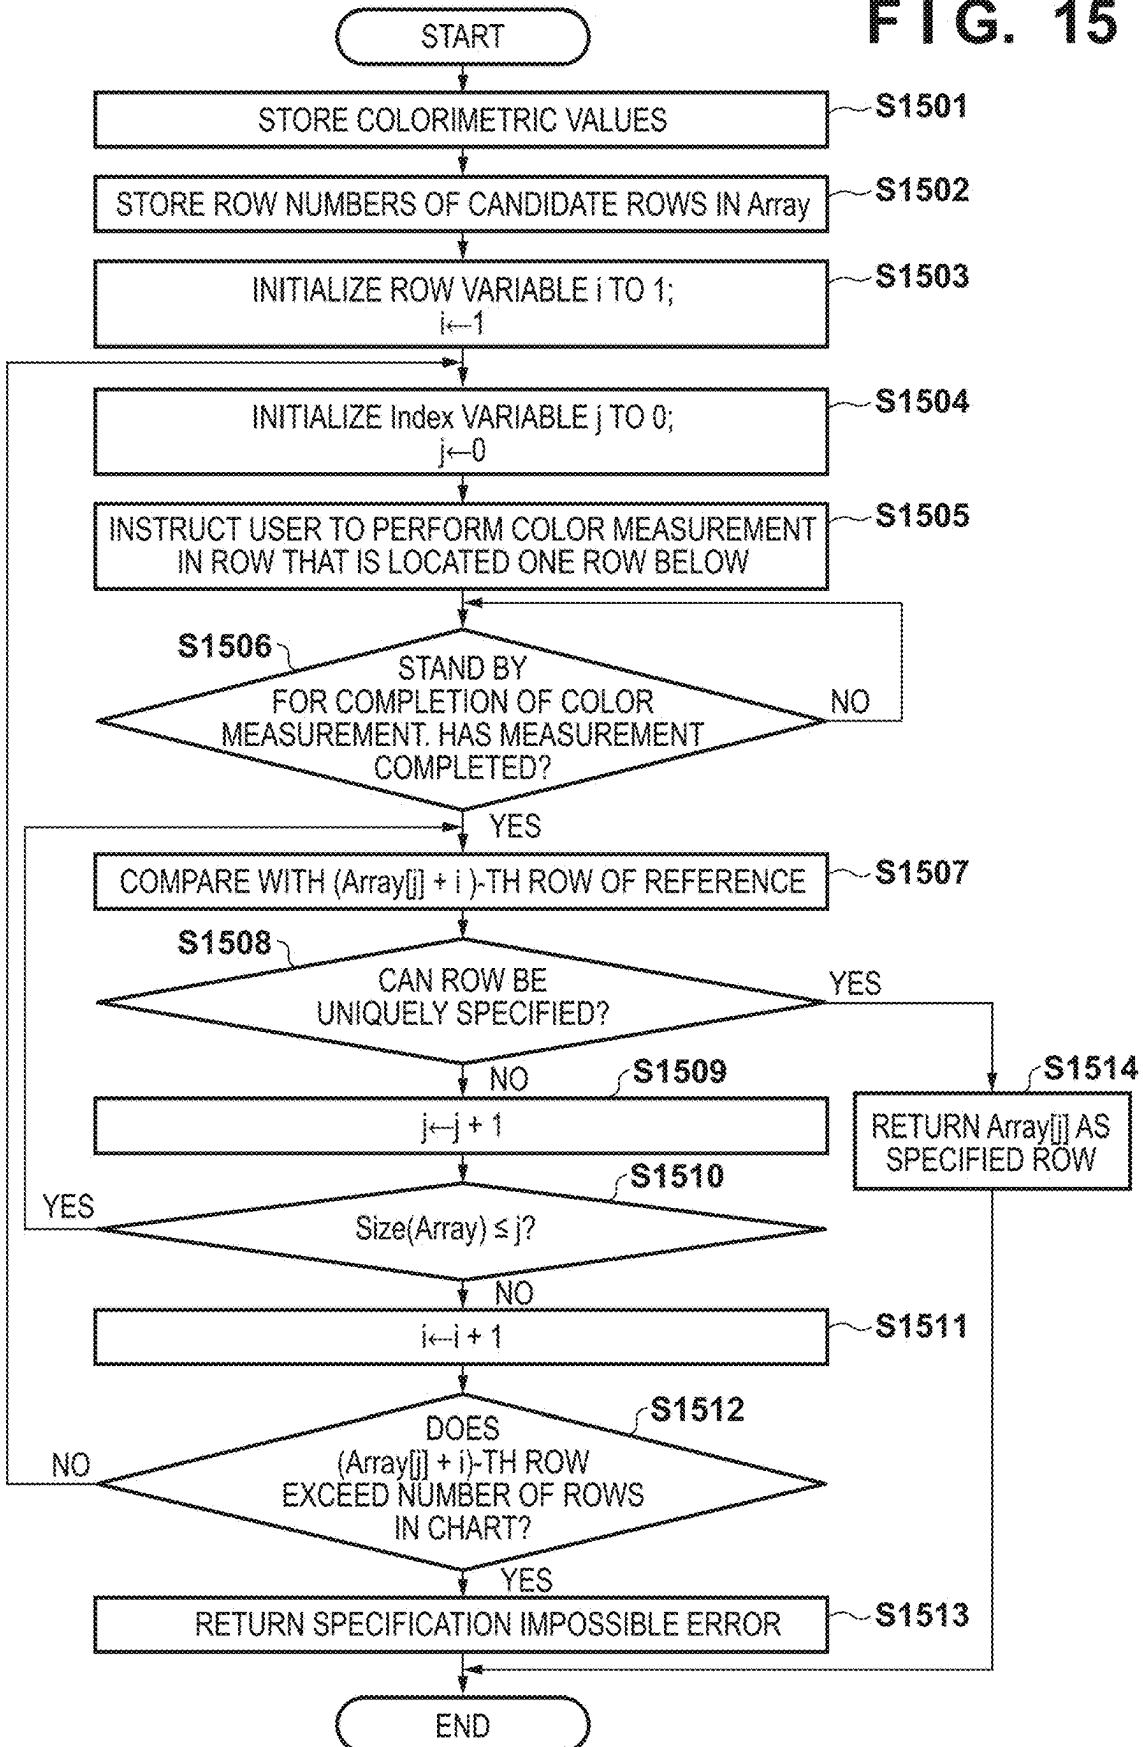 FIG. 15
START
STORE COLORIMETRIC VALUES
S1501
STORE ROW NUMBERS OF CANDIDATE ROWS IN Array
S1502
INITIALIZE ROW VARIABLE i TO 1;
i←1
S1503
INITIALIZE Index VARIABLE j TO 0;
j←0
S1504
INSTRUCT USER TO PERFORM COLOR MEASUREMENT
IN ROW THAT IS LOCATED ONE ROW BELOW
S1505
S1506
STAND BY
FOR COMPLETION OF COLOR
MEASUREMENT. HAS MEASUREMENT
COMPLETED?
NO
YES
COMPARE WITH (Array[j] + i )-TH ROW OF REFERENCE
S1507
S1508
CAN ROW BE
UNIQUELY SPECIFIED?
YES
NO
S1509
j←j + 1
S1514
RETURN Array[j] AS
SPECIFIED ROW
S1510
YES
Size(Array) ≤ j?
NO
i←i + 1
S1511
S1512
DOES
(Array[j] + i)-TH ROW
EXCEED NUMBER OF ROWS
IN CHART?
NO
YES
RETURN SPECIFICATION IMPOSSIBLE ERROR
S1513
END